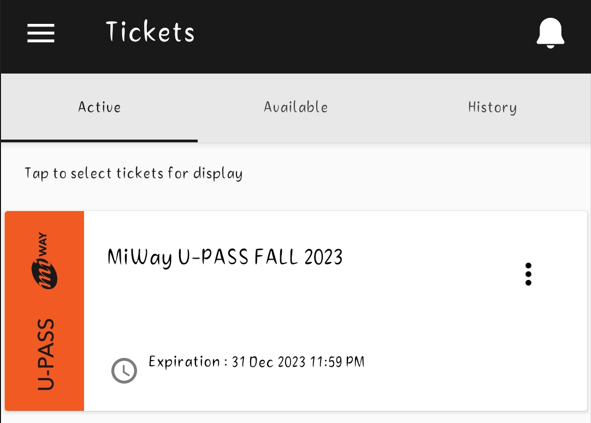 Tickets
Active
Available
History
Tap to select tickets for display
miWAY
U-PASS
MiWay U-PASS FALL 2023
Expiration : 31 Dec 2023 11:59 PM